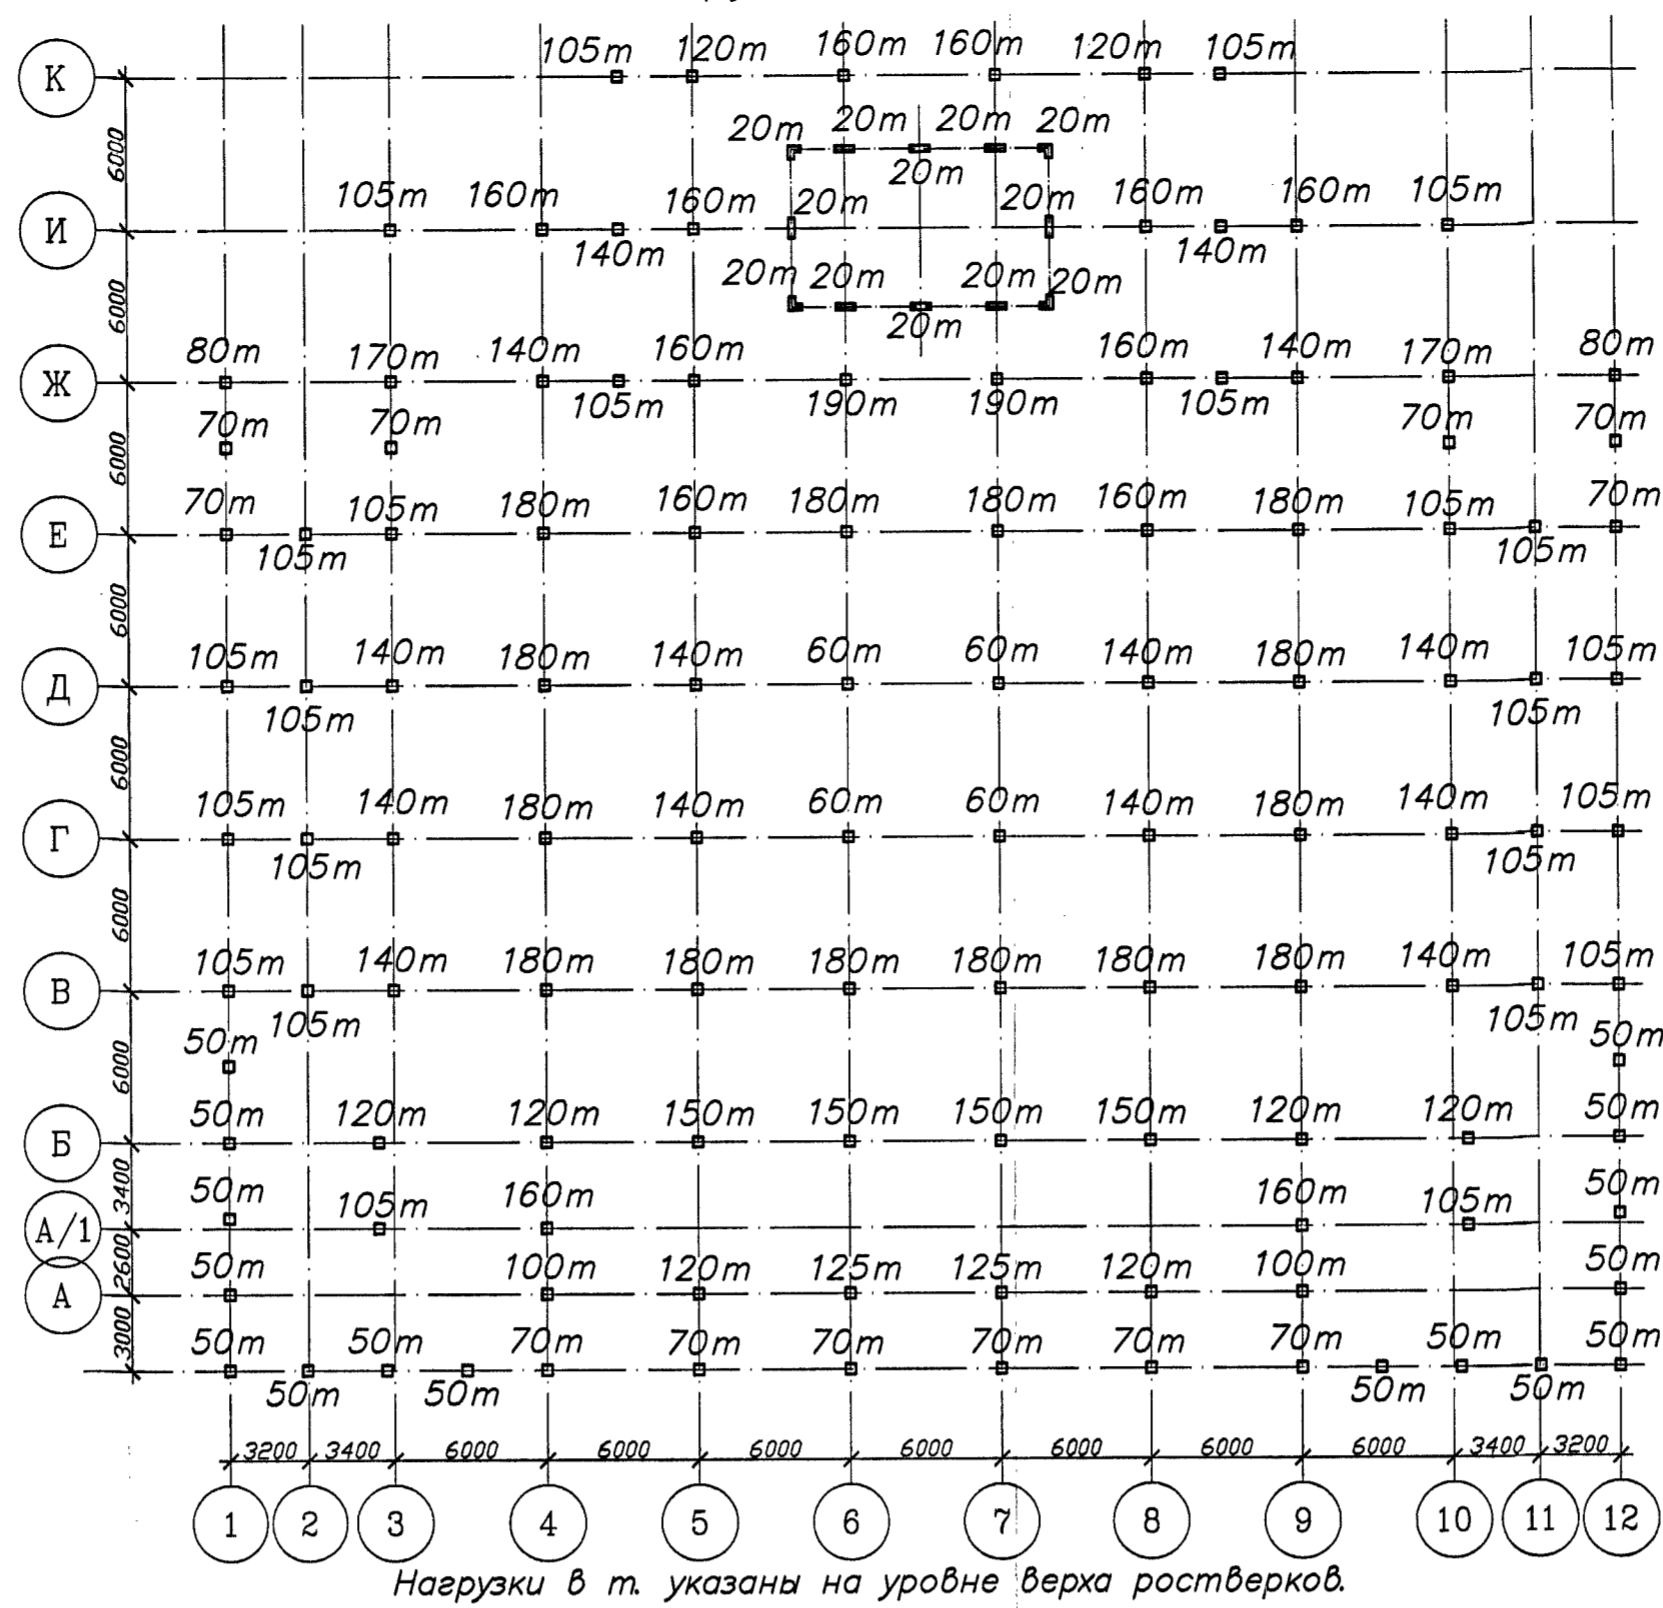 105т 120т 160т 160т 120т 105т
К
20т 20т 20т 20т
20т
6000
105т 160т 160т 20т 20т 160т 160т 105т
И
140т 140т
20т 20т 20т 20т
20т
6000
80т 170т 140т 160т 160т 140т 170т 80т
Ж
105т 190т 190т 105т
70т 70т 70т 70т
6000
70т 105т 180т 160т 180т 180т 160т 180т 105т 70т
Е
105т 105т
6000
105т 140т 180т 140т 60т 60т 140т 180т 140т 105т
Д
105т 105т
6000
105т 140т 180т 140т 60т 60т 140т 180т 140т 105т
Г
105т 105т
6000
105т 140т 180т 180т 180т 180т 180т 180т 140т 105т
В
105т 105т
50т 50т
6000
50т 120т 120т 150т 150т 150т 150т 120т 120т 50т
Б
3400
50т 105т 160т 160т 105т 50т
А/1
2600
50т 100т 120т 125т 125т 120т 100т 50т
А
3000
50т 50т 70т 70т 70т 70т 70т 70т 50т 50т
50т 50т 50т 50т
3200 3400 6000 6000 6000 6000 6000 6000 6000 3400 3200
1 2 3 4 5 6 7 8 9 10 11 12
Нагрузки в т. указаны на уровне верха ростверков.